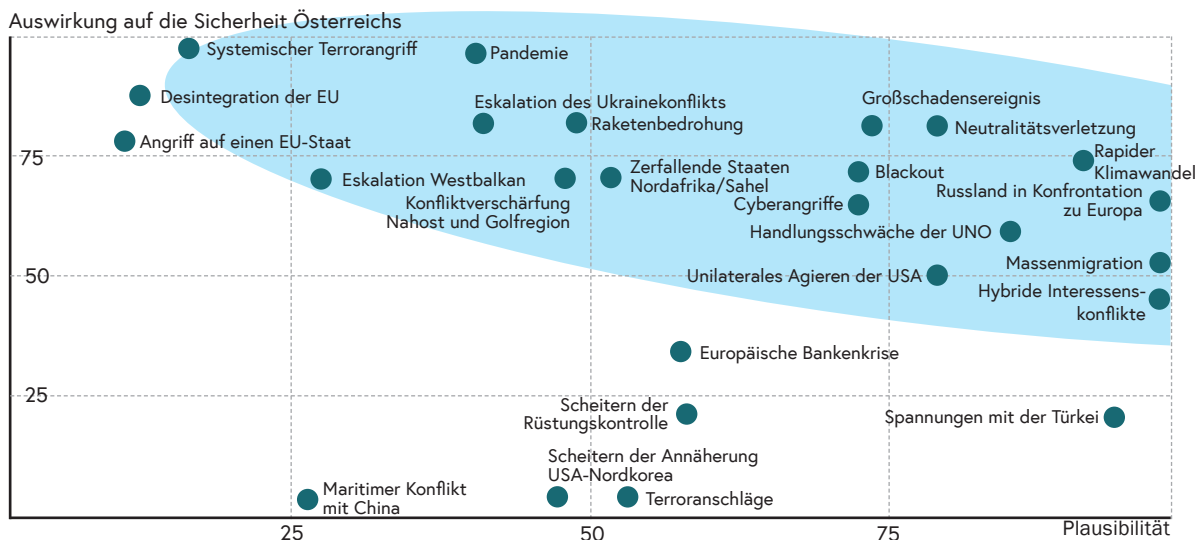 Auswirkung auf die Sicherheit Österreichs
Systemischer Terrorangriff
Pandemie
Desintegration der EU
Eskalation des Ukrainekonflikts
Großschadensereignis
Raketenbedrohung
Neutralitätsverletzung
Angriff auf einen EU-Staat
75
Rapider
Klimawandel
Zerfallende Staaten
Nordafrika/Sahel
Blackout
Eskalation Westbalkan
Konfliktverschärfung
Nahost und Golfregion
Russland in Konfrontation
zu Europa
Cyberangriffe
Handlungsschwäche der UNO
Massenmigration
50
Unilaterales Agieren der USA
Hybride Interessens-
konflikte
Europäische Bankenkrise
25
Scheitern der
Rüstungskontrolle
Spannungen mit der Türkei
Scheitern der Annäherung
USA-Nordkorea
Maritimer Konflikt
mit China
Terroranschläge
25
50
75
Plausibilität